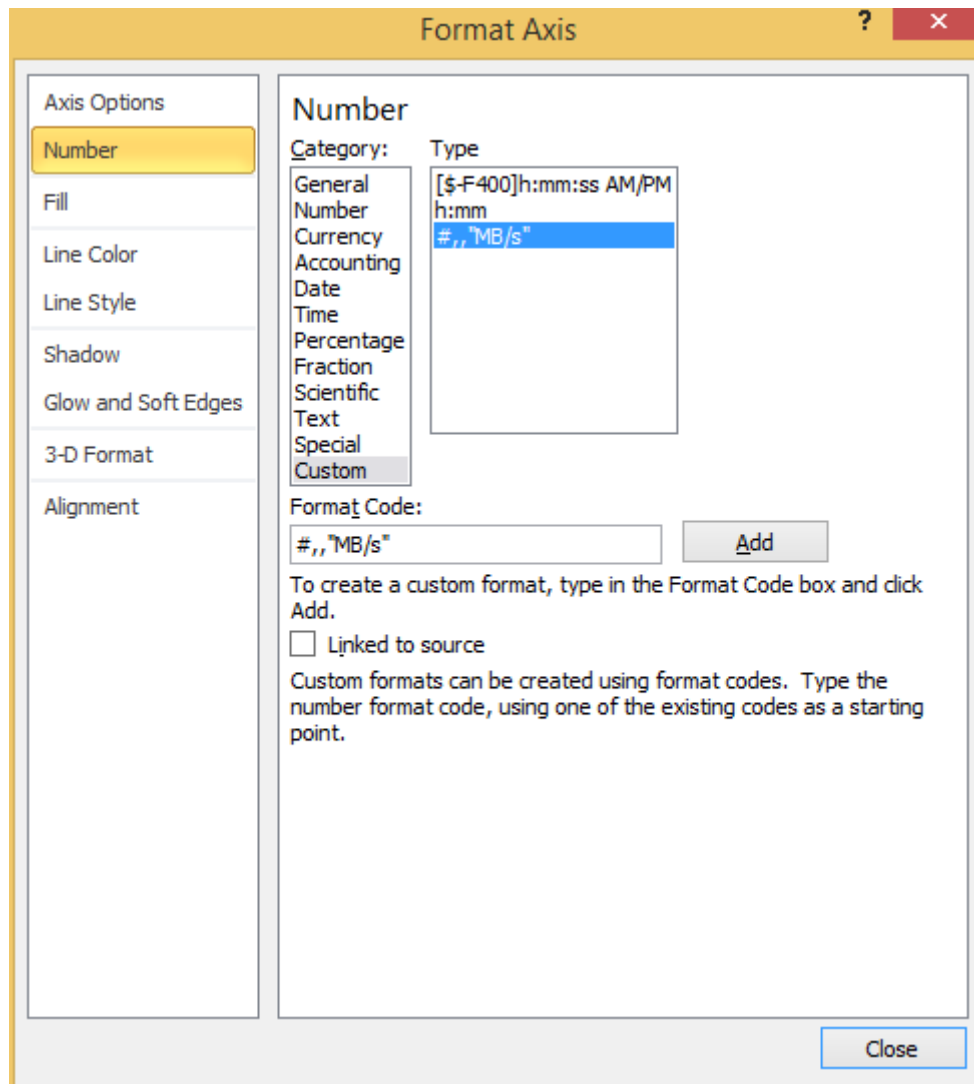 Format Axis
?
×
Axis Options
Number
Fill
Line Color
Line Style
Shadow
Glow and Soft Edges
3-D Format
Alignment
Number
Category:
Type
General
Number
Currency
Accounting
Date
Time
Percentage
Fraction
Scientific
Text
Special
Custom
[$-F400]h:mm:ss AM/PM
h:mm
#,,"MB/s"
Format Code:
#,,"MB/s"
Add
To create a custom format, type in the Format Code box and click
Add.
Linked to source
Custom formats can be created using format codes.  Type the
number format code, using one of the existing codes as a starting
point.
Close